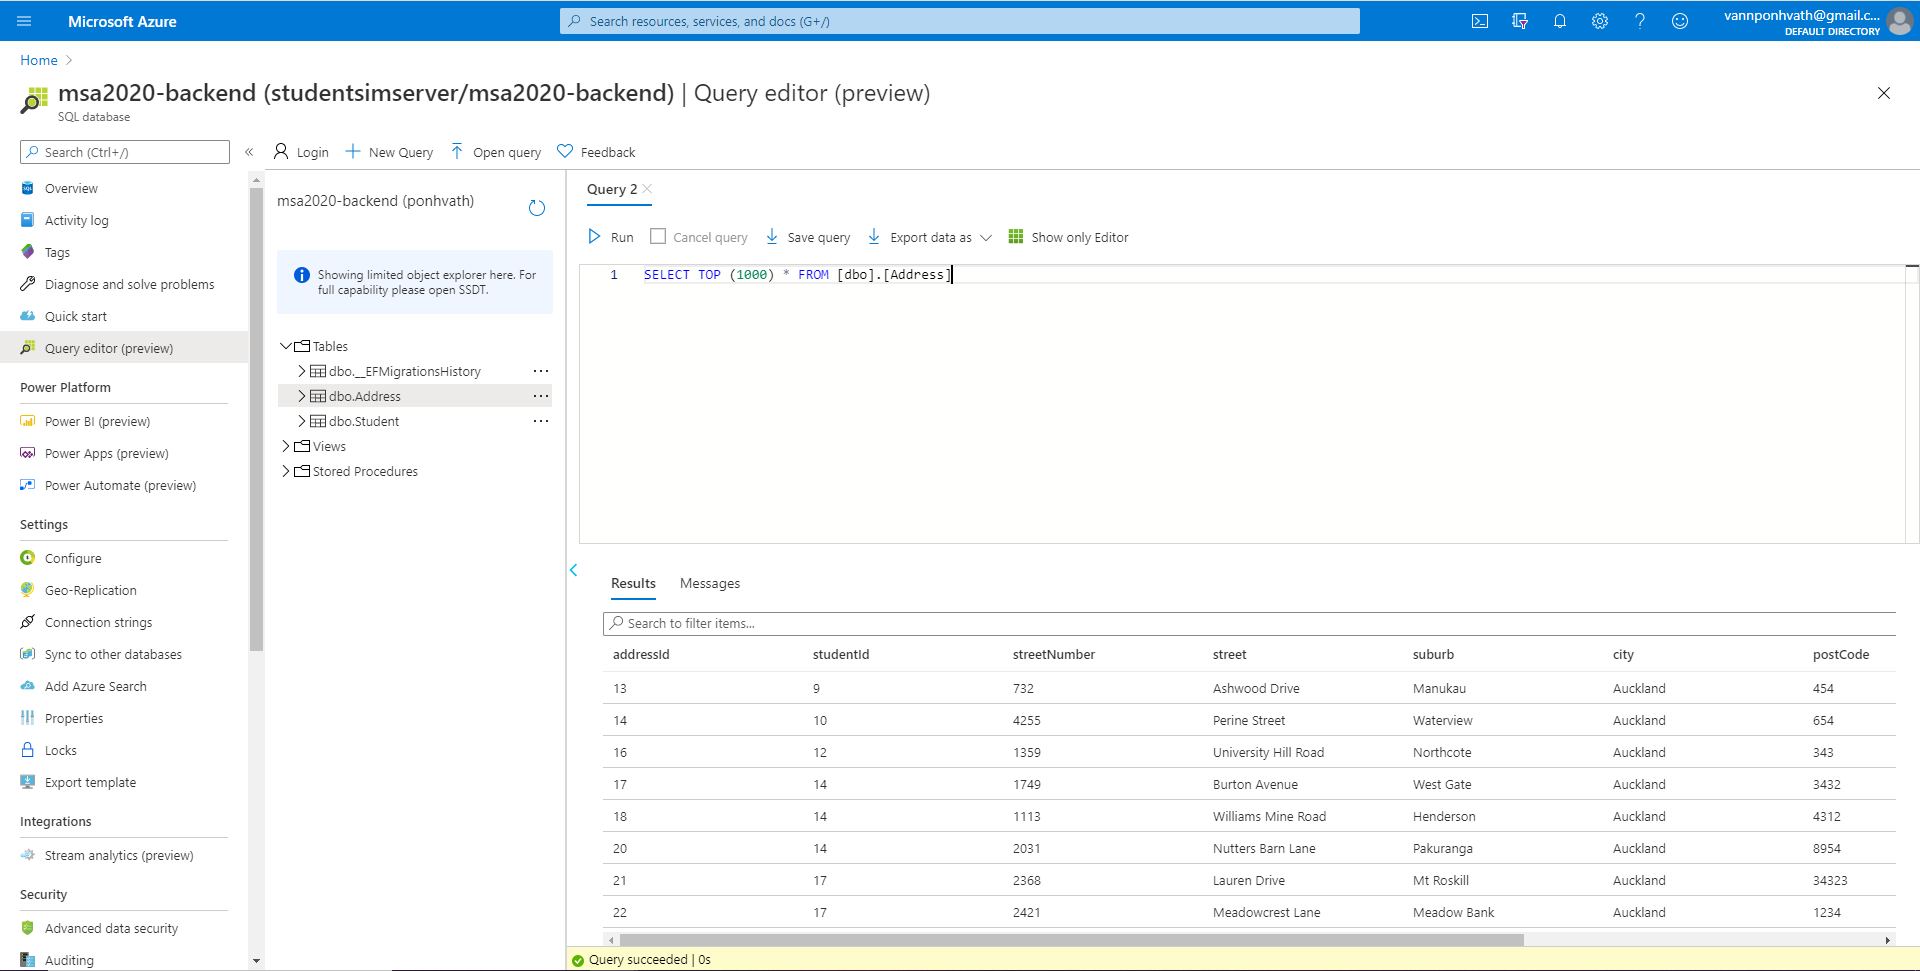 Microsoft Azure
Search resources, services, and docs (G+/)
vannponhvath@gmail.c...
DEFAULT DIRECTORY
Home
msa2020-backend (studentsimserver/msa2020-backend) | Query editor (preview)
SQL database
Search (Ctrl+/)
Overview
Activity log
Tags
Diagnose and solve problems
Quick start
Query editor (preview)
Power Platform
Power BI (preview)
Power Apps (preview)
Power Automate (preview)
Settings
Configure
Geo-Replication
Connection strings
Sync to other databases
Add Azure Search
Properties
Locks
Export template
Integrations
Stream analytics (preview)
Security
Advanced data security
Auditing
Login New Query Open query Feedback
msa2020-backend (ponhvath)
Showing limited object explorer here. For
full capability please open SSDT.
Tables
dbo.__EFMigrationsHistory ...
dbo.Address ...
dbo.Student ...
Views
Stored Procedures
Query 2
Run Cancel query Save query Export data as Show only Editor
1 SELECT TOP (1000) * FROM [dbo].[Address]
Results Messages
Search to filter items...
addressId studentId streetNumber street suburb city postCode
13 9 732 Ashwood Drive Manukau Auckland 454
14 10 4255 Perine Street Waterview Auckland 654
16 12 1359 University Hill Road Northcote Auckland 343
17 14 1749 Burton Avenue West Gate Auckland 3432
18 14 1113 Williams Mine Road Henderson Auckland 4312
20 14 2031 Nutters Barn Lane Pakuranga Auckland 8954
21 17 2368 Lauren Drive Mt Roskill Auckland 34323
22 17 2421 Meadowcrest Lane Meadow Bank Auckland 1234
Query succeeded | 0s